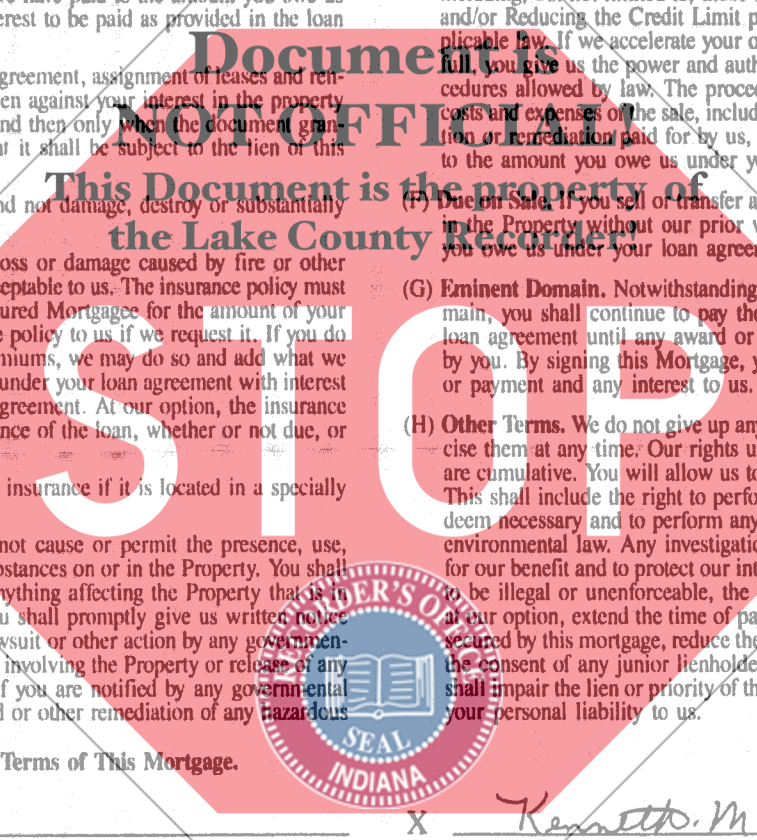 Document is
NOT OFFICIAL!
This Document is the property of
the Lake County Recorder!
STOP
RECORDER'S OFFICE
SEAL
INDIANA
erest to be paid as provided in the loan
greement, assignment of leases and ren-
en against your interest in the property
nd then only when the document gran-
it it shall be subject to the lien of this
nd not damage, destroy or substantially
oss or damage caused by fire or other
eptable to us. The insurance policy must
ured Mortgagee for the amount of your
e policy to us if we request it. If you do
miums, we may do so and add what we
under your loan agreement with interest
greement. At our option, the insurance
nce of the loan, whether or not due, or
insurance if it is located in a specially
not cause or permit the presence, use,
bstances on or in the Property. You shall
ything affecting the Property that is in
u shall promptly give us written notice
wsuit or other action by any governmen-
involving the Property or release of any
f you are notified by any governmental
l or other remediation of any hazardous
Terms of This Mortgage.
and/or Reducing the Credit Limit p
plicable law. If we accelerate your o
full, you give us the power and auth
cedures allowed by law. The procee
costs and expenses of the sale, includ
tion or remediation paid for by us,
to the amount you owe us under y
(F) Due on Sale. If you sell or transfer a
in the Property without our prior w
you owe us under your loan agreem
(G) Eminent Domain. Notwithstanding
main, you shall continue to pay the
loan agreement until any award or
by you. By signing this Mortgage, y
or payment and any interest to us.
(H) Other Terms. We do not give up any
cise them at any time. Our rights u
are cumulative. You will allow us to
This shall include the right to perfo
deem necessary and to perform any
environmental law. Any investigatio
for our benefit and to protect our int
to be illegal or unenforceable, the
at our option, extend the time of pa
secured by this mortgage, reduce the
the consent of any junior lienholde
shall impair the lien or priority of th
your personal liability to us.
X Kenneth. M